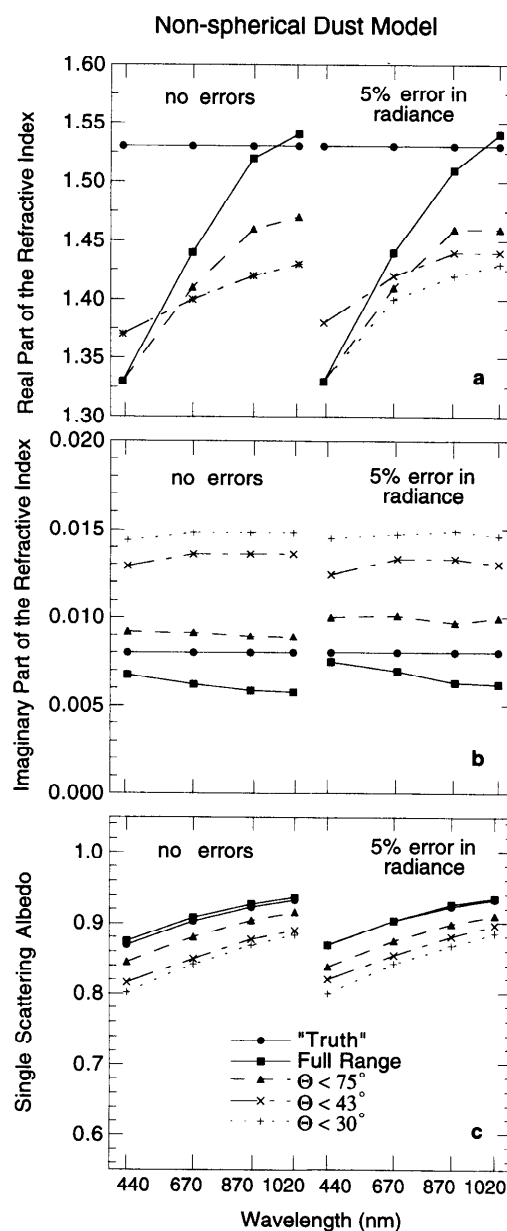 Non-spherical Dust Model
Real Part of the Refractive Index
1.60
1.55
1.50
1.45
1.40
1.35
1.30
no errors
5% error in
radiance
a
Imaginary Part of the Refractive Index
0.020
0.015
0.010
0.005
0.000
no errors
5% error in
radiance
b
Single Scattering Albedo
1.0
0.9
0.8
0.7
0.6
no errors
5% error in
radiance
"Truth"
Full Range
Θ < 75°
Θ < 43°
Θ < 30°
c
440 670 870 1020 440 670 870 1020
Wavelength (nm)